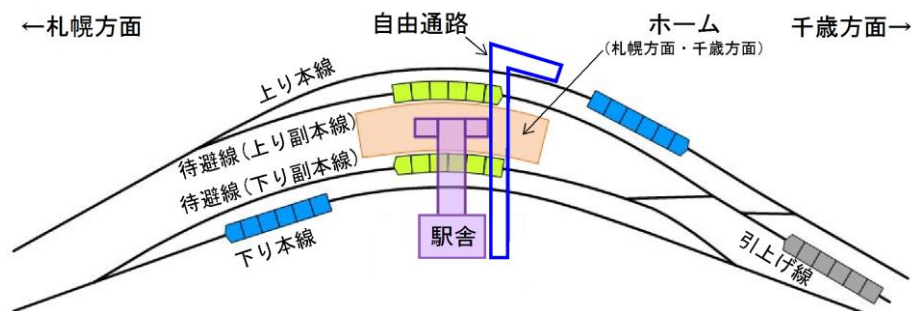 ←札幌方面
自由通路
ホーム
(札幌方面・千歳方面)
千歳方面→
上り本線
待避線(上り副本線)
待避線(下り副本線)
下り本線
駅舎
引上げ線